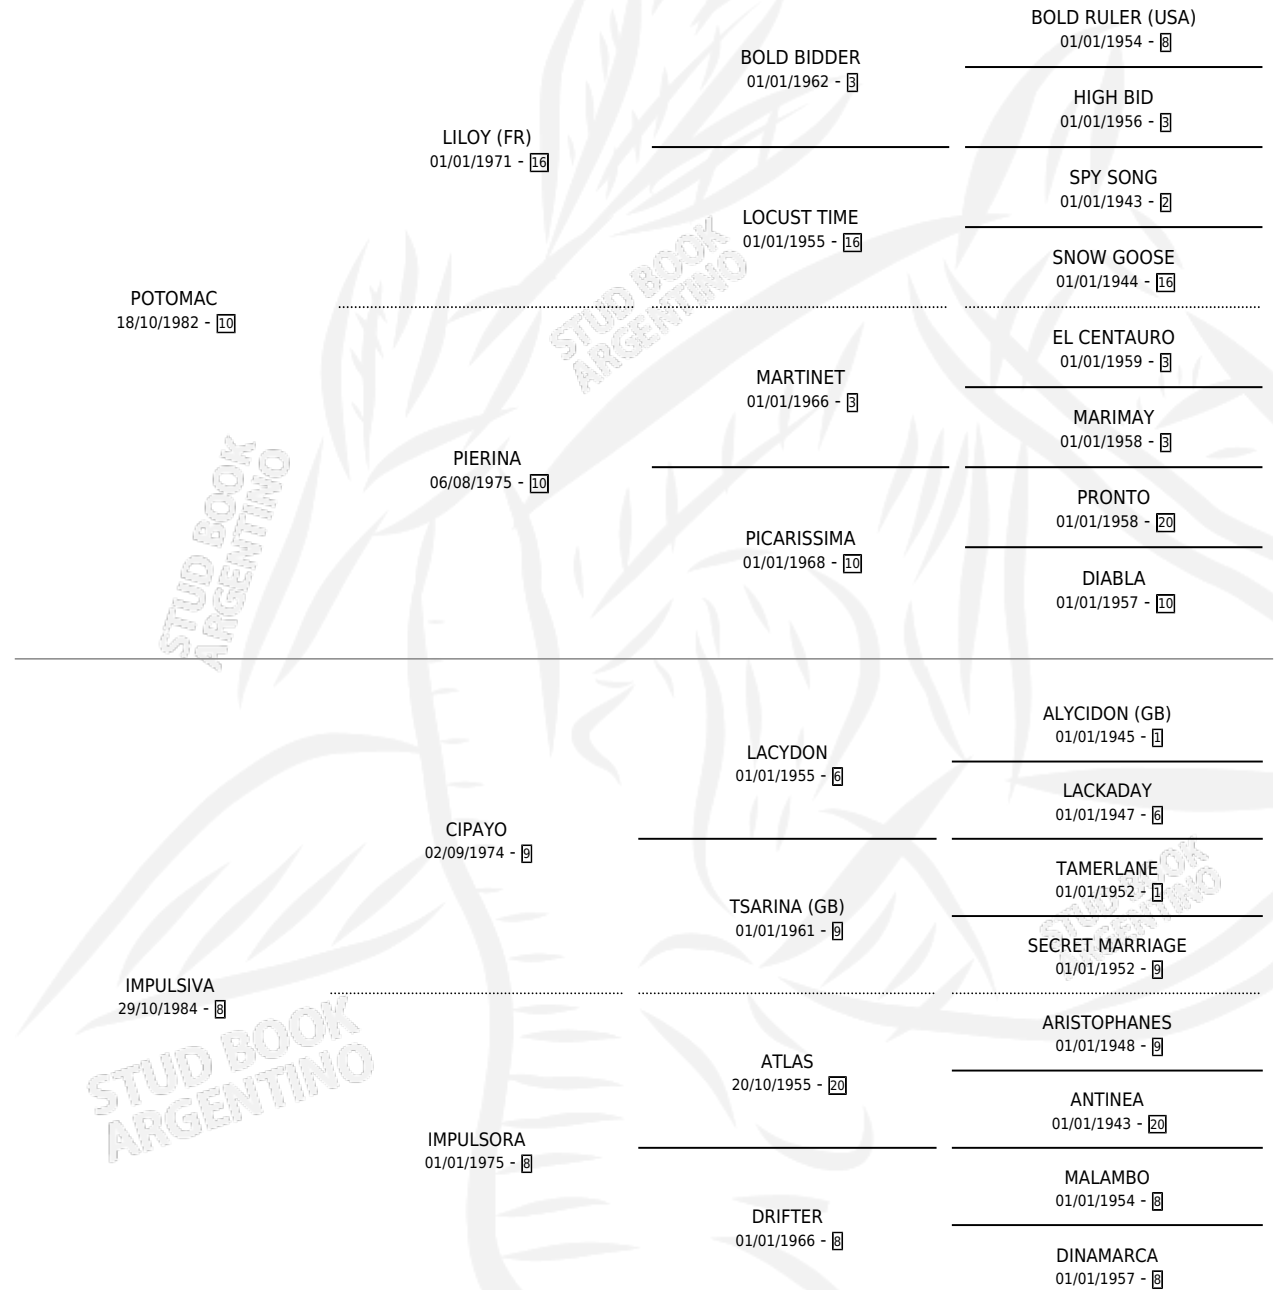 BOLD RULER (USA)
01/01/1954 - 8
BOLD BIDDER
01/01/1962 - 3
HIGH BID
01/01/1956 - 3
LILOY (FR)
01/01/1971 - 16
SPY SONG
01/01/1943 - 2
LOCUST TIME
01/01/1955 - 16
SNOW GOOSE
01/01/1944 - 16
POTOMAC
18/10/1982 - 10
STUD BOOK
ARGENTINO
EL CENTAURO
01/01/1959 - 3
MARTINET
01/01/1966 - 3
MARIMAY
01/01/1958 - 3
PIERINA
06/08/1975 - 10
PRONTO
01/01/1958 - 20
PICARISSIMA
01/01/1968 - 10
DIABLA
01/01/1957 - 10
STUD BOOK
ARGENTINO
ALYCIDON (GB)
01/01/1945 - 1
LACYDON
01/01/1955 - 6
LACKADAY
01/01/1947 - 6
CIPAYO
02/09/1974 - 9
TAMERLANE
01/01/1952 - 1
TSARINA (GB)
01/01/1961 - 9
STUD BOOK
ARGENTINO
SECRET MARRIAGE
01/01/1952 - 9
IMPULSIVA
29/10/1984 - 8
ARISTOPHANES
01/01/1948 - 9
ATLAS
20/10/1955 - 20
ANTINEA
01/01/1943 - 20
STUD BOOK
ARGENTINO
IMPULSORA
01/01/1975 - 8
MALAMBO
01/01/1954 - 8
DRIFTER
01/01/1966 - 8
DINAMARCA
01/01/1957 - 8